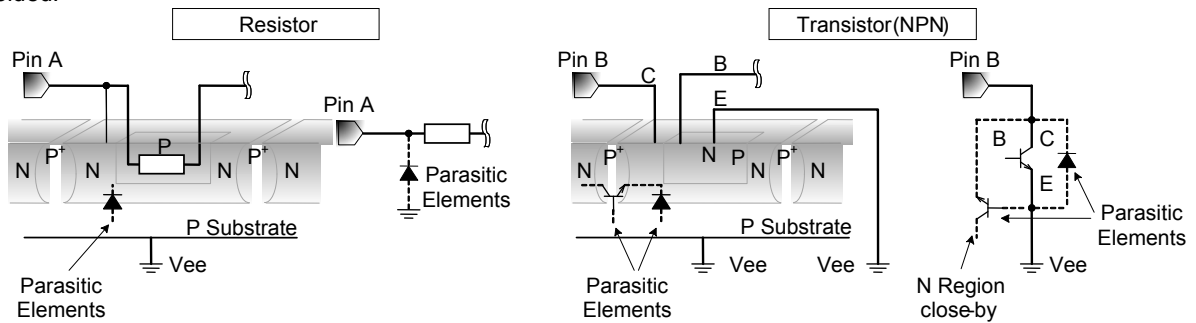 Resistor
Transistor(NPN)
Pin A
Pin A
P
N
P+
N
P+
N
N
Parasitic
Elements
P Substrate
Vee
Parasitic
Elements
Pin B
C
B
E
N
P+
N
N
P
P+
N
N
P Substrate
Vee
Vee
Parasitic
Elements
Pin B
B
C
E
Parasitic
Elements
Vee
N Region
close-by